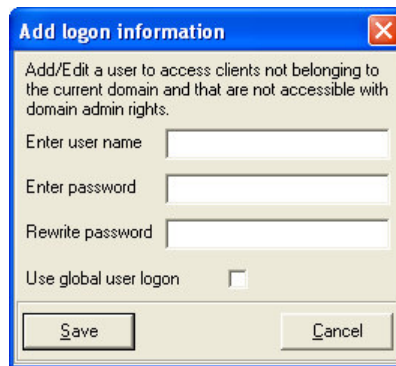 Add logon information
Add/Edit a user to access clients not belonging to
the current domain and that are not accessible with
domain admin rights.
Enter user name
Enter password
Rewrite password
Use global user logon
Save
Cancel